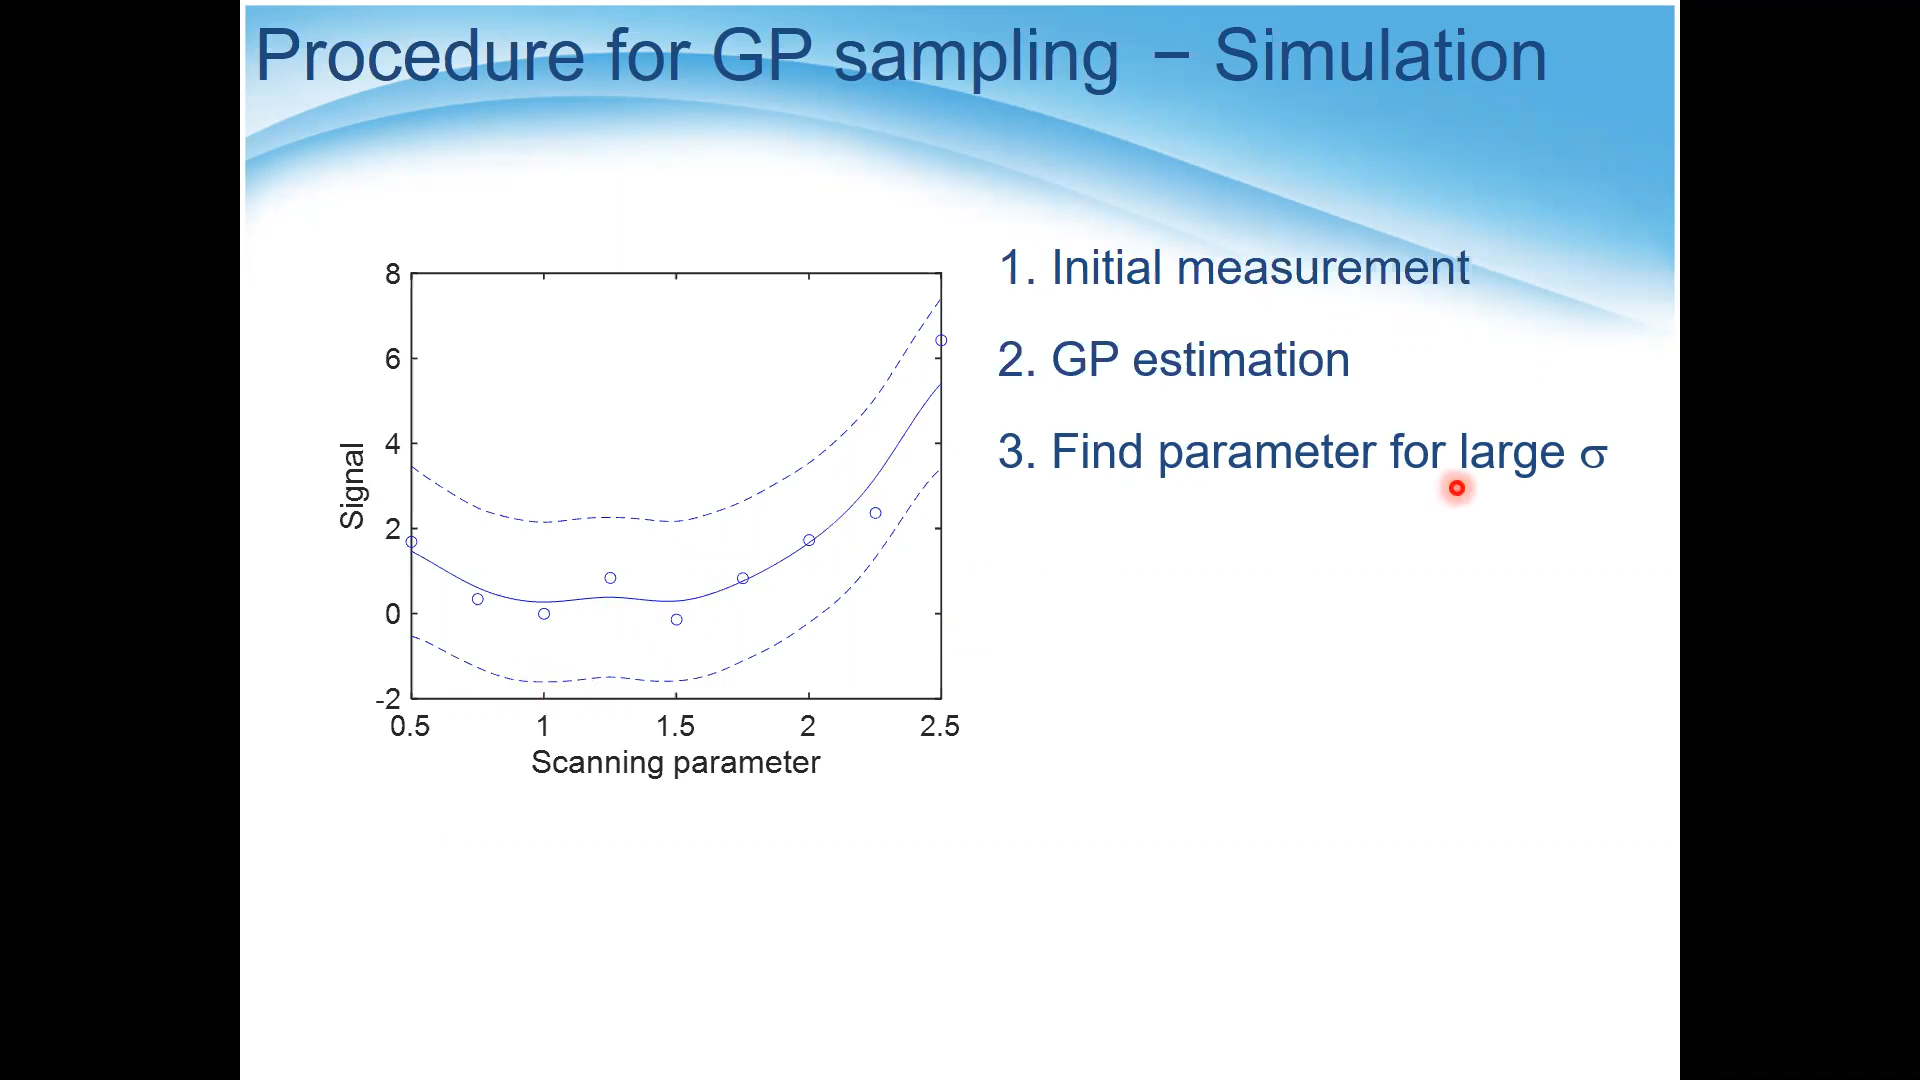 Procedure for GP sampling – Simulation
1. Initial measurement
2. GP estimation
3. Find parameter for large σ
8
6
4
2
0
-2
Signal
0.5 1 1.5 2 2.5
Scanning parameter